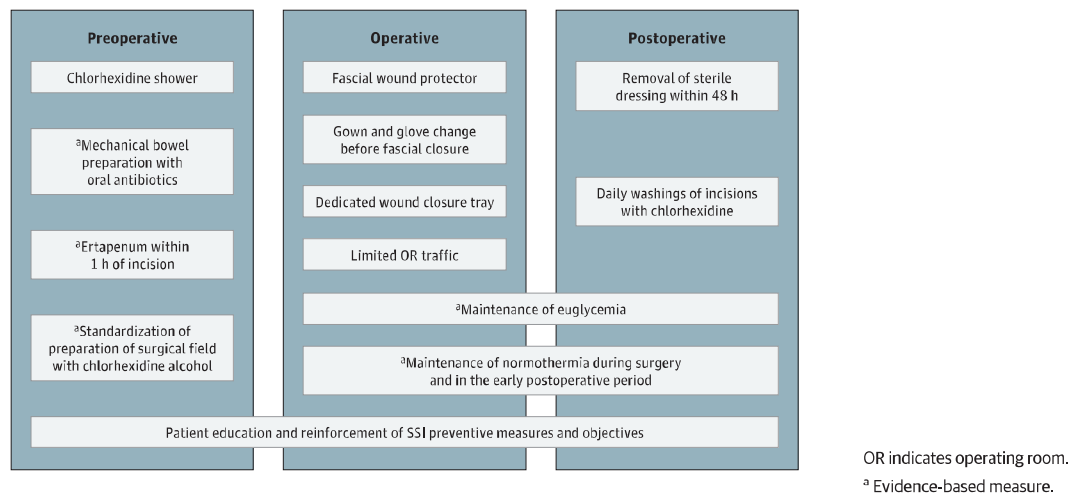 Preoperative
Chlorhexidine shower
ᵃMechanical bowel
preparation with
oral antibiotics
ᵃErtapenum within
1 h of incision
ᵃStandardization of
preparation of surgical field
with chlorhexidine alcohol
Operative
Fascial wound protector
Gown and glove change
before fascial closure
Dedicated wound closure tray
Limited OR traffic
Postoperative
Removal of sterile
dressing within 48 h
Daily washings of incisions
with chlorhexidine
ᵃMaintenance of euglycemia
ᵃMaintenance of normothermia during surgery
and in the early postoperative period
Patient education and reinforcement of SSI preventive measures and objectives
OR indicates operating room.
ᵃ Evidence-based measure.